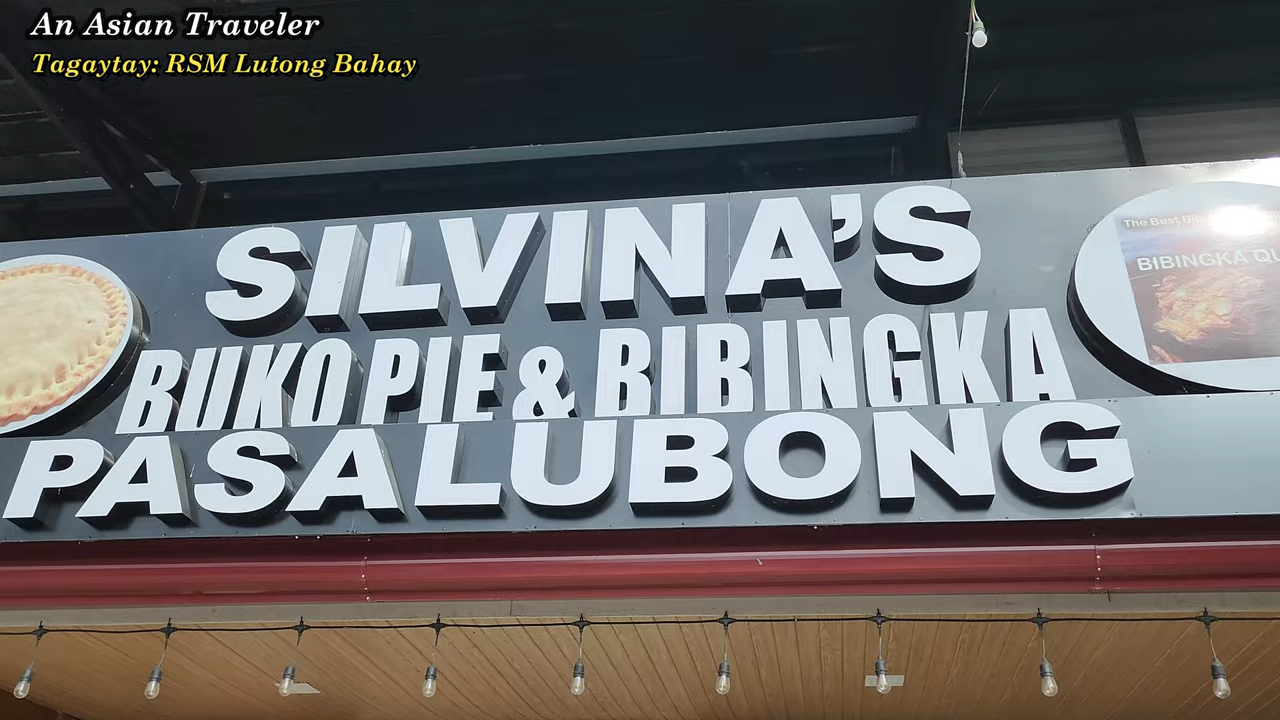 An Asian Traveler
Tagaytay: RSM Lutong Bahay
SILVINA'S
BUKO PIE & BIBINGKA
PASALUBONG
The Best
BIBINGKA